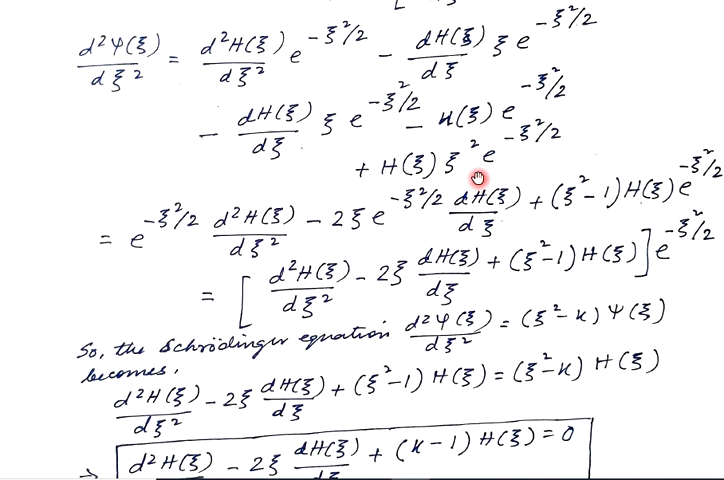 d²Ψ(ξ)/dξ² = d²H(ξ)/dξ² e^{-ξ²/2} - dH(ξ)/dξ ξ e^{-ξ²/2}
- dH(ξ)/dξ ξ e^{-ξ²/2} - H(ξ) e^{-ξ²/2}
+ H(ξ) ξ² e^{-ξ²/2}
= e^{-ξ²/2} d²H(ξ)/dξ² - 2ξ e^{-ξ²/2} dH(ξ)/dξ + (ξ²-1) H(ξ) e^{-ξ²/2}
= [ d²H(ξ)/dξ² - 2ξ dH(ξ)/dξ + (ξ²-1) H(ξ) ] e^{-ξ²/2}
So, the Schrödinger equation d²Ψ(ξ)/dξ² = (ξ²-K) Ψ(ξ)
becomes,
d²H(ξ)/dξ² - 2ξ dH(ξ)/dξ + (ξ²-1) H(ξ) = (ξ²-K) H(ξ)
⇒ d²H(ξ)/dξ² - 2ξ dH(ξ)/dξ + (K-1) H(ξ) = 0